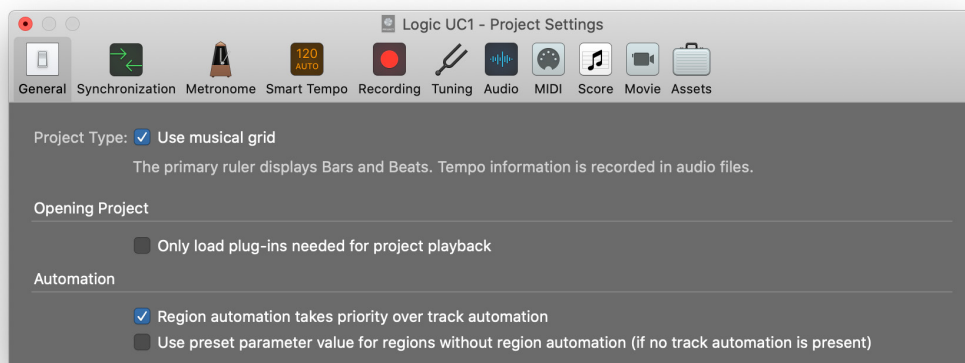 Logic UC1 - Project Settings
120
AUTO
General Synchronization Metronome Smart Tempo Recording Tuning Audio MIDI Score Movie Assets
Project Type: Use musical grid
The primary ruler displays Bars and Beats. Tempo information is recorded in audio files.
Opening Project
Only load plug-ins needed for project playback
Automation
Region automation takes priority over track automation
Use preset parameter value for regions without region automation (if no track automation is present)